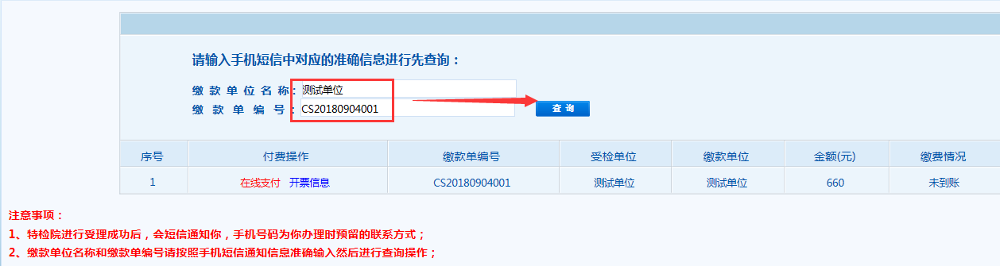 请输入手机短信中对应的准确信息进行先查询：
缴款单位名称：测试单位
缴款单编号：CS20180904001 查 询
序号 付费操作 缴款单编号 受检单位 缴款单位 金额(元) 缴费情况
1 在线支付 开票信息 CS20180904001 测试单位 测试单位 660 未到账
注意事项：
1、特检院进行受理成功后，会短信通知你，手机号码为你办理时预留的联系方式；
2、缴款单位名称和缴款单编号请按照手机短信通知信息准确输入然后进行查询操作；